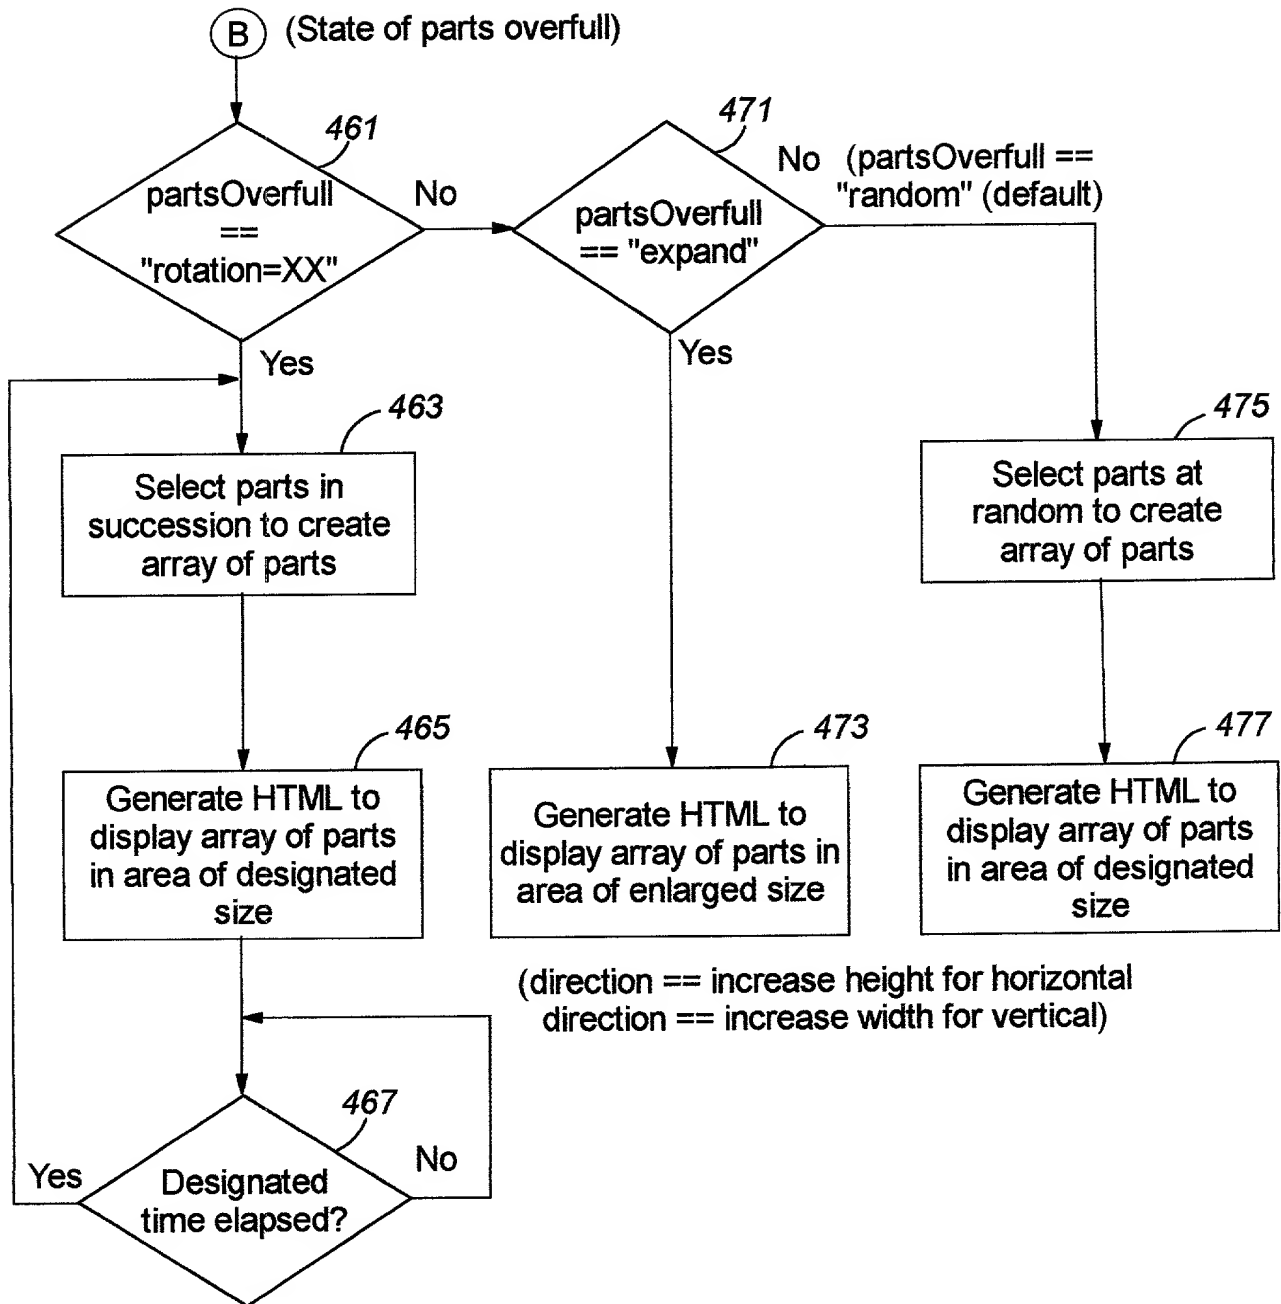 B (State of parts overfull)
461
partsOverfull
==
"rotation=XX"
No
Yes
471
partsOverfull
== "expand"
No (partsOverfull ==
"random" (default)
Yes
463
Select parts in
succession to create
array of parts
475
Select parts at
random to create
array of parts
465
Generate HTML to
display array of parts
in area of designated
size
473
Generate HTML to
display array of parts in
area of enlarged size
477
Generate HTML to
display array of parts
in area of designated
size
(direction == increase height for horizontal
direction == increase width for vertical)
467
Designated
time elapsed?
Yes
No